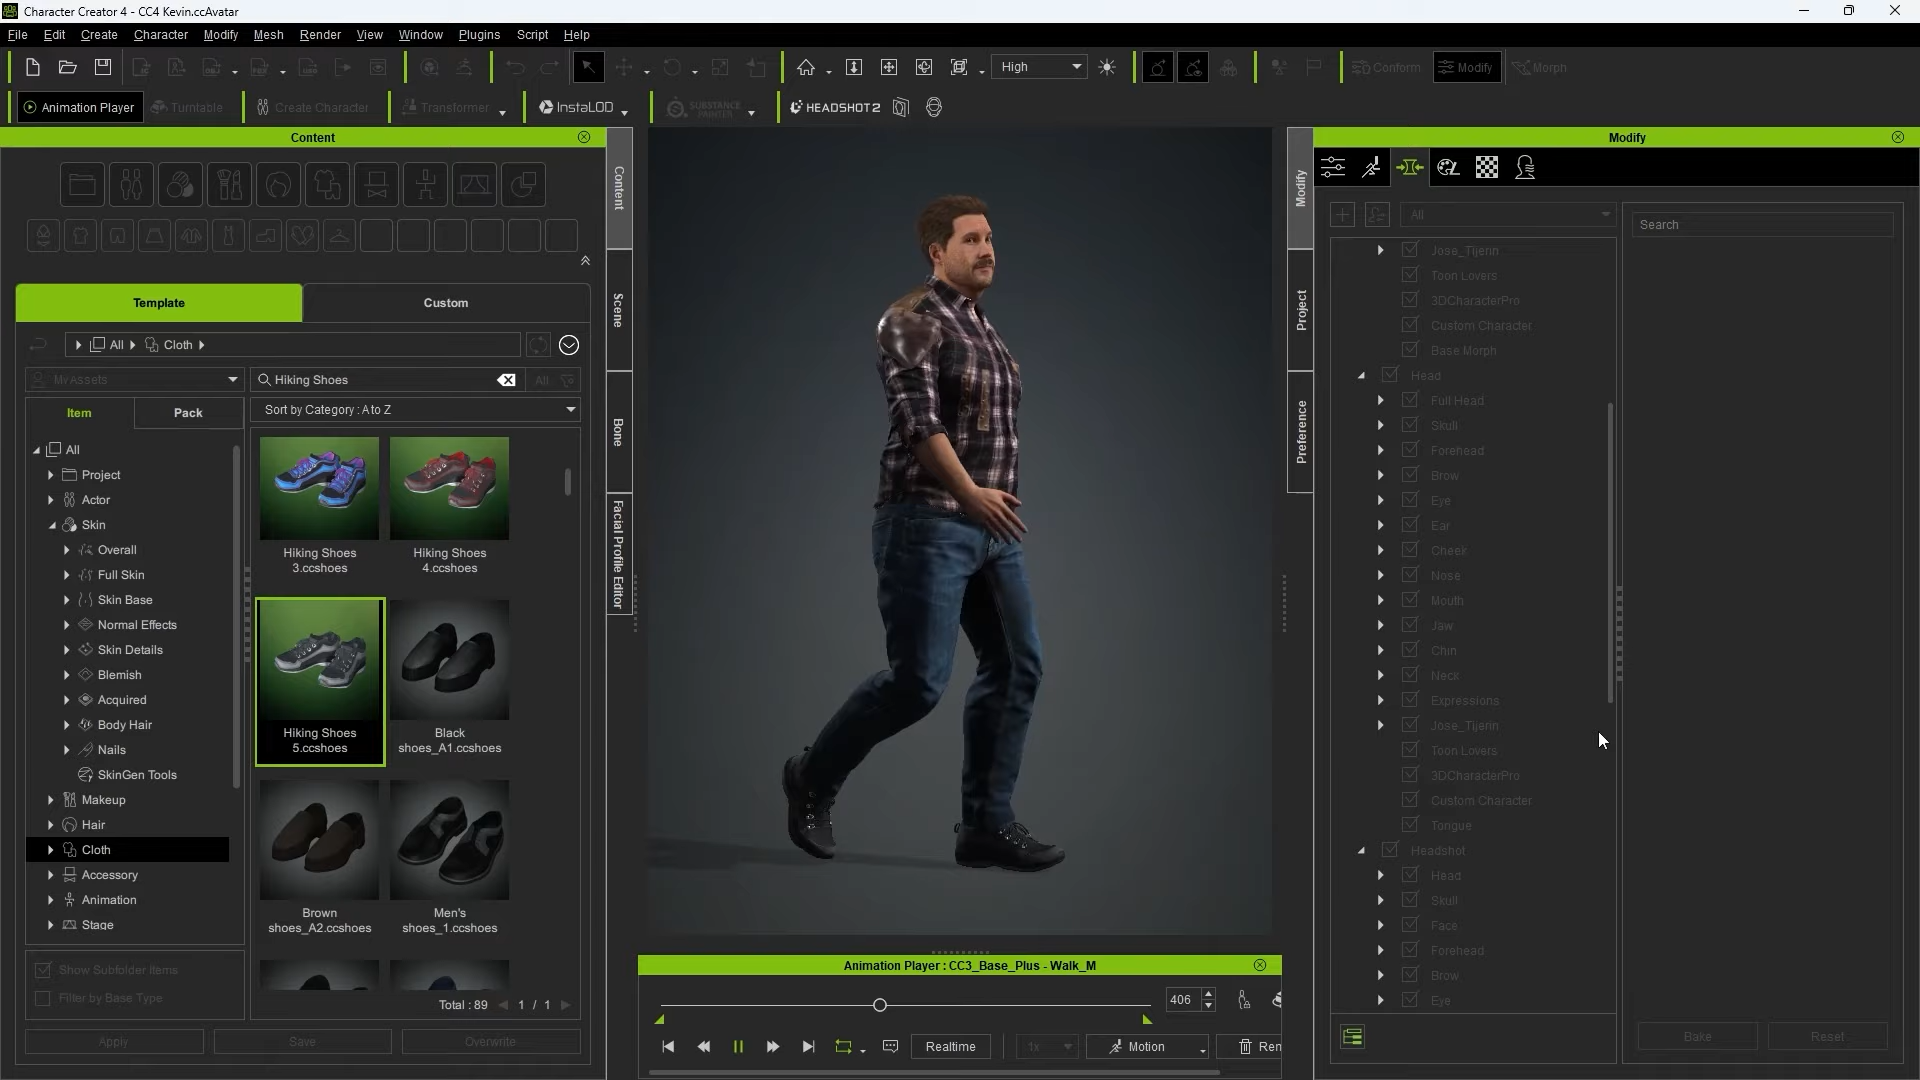 Character Creator 4 - CC4 Kevin.ccAvatar
File Edit Create Character Modify Mesh Render View Window Plugins Script Help
High Conform Modify Morph
Animation Player Turntable Create Character Transformer InstaLOD SUBSTANCE PAINTER HEADSHOT 2
Content
Template Custom
All Cloth
My Assets Hiking Shoes All
Item Pack Sort by Category : A to Z
All
Project
Actor
Skin
Overall
Full Skin
Skin Base
Normal Effects
Skin Details
Blemish
Acquired
Body Hair
Nails
SkinGen Tools
Makeup
Hair
Cloth
Accessory
Animation
Stage
Show Subfolder Items
Filter by Base Type
Hiking Shoes 3.ccshoes
Hiking Shoes 4.ccshoes
Hiking Shoes 5.ccshoes
Black shoes_A1.ccshoes
Brown shoes_A2.ccshoes
Men's shoes_1.ccshoes
Total : 89 1 / 1
Apply Save Overwrite
Content
Scene
Bone
Facial Profile Editor
Animation Player : CC3_Base_Plus - Walk_M
406
Realtime 1x Motion Ren
Modify
Project
Preference
Modify
All
Search
Jose_Tijerin
Toon Lovers
3DCharacterPro
Custom Character
Base Morph
Head
Full Head
Skull
Forehead
Brow
Eye
Ear
Cheek
Nose
Mouth
Jaw
Chin
Neck
Expressions
Jose_Tijerin
Toon Lovers
3DCharacterPro
Custom Character
Tongue
Headshot
Head
Skull
Face
Forehead
Brow
Eye
Bake Reset